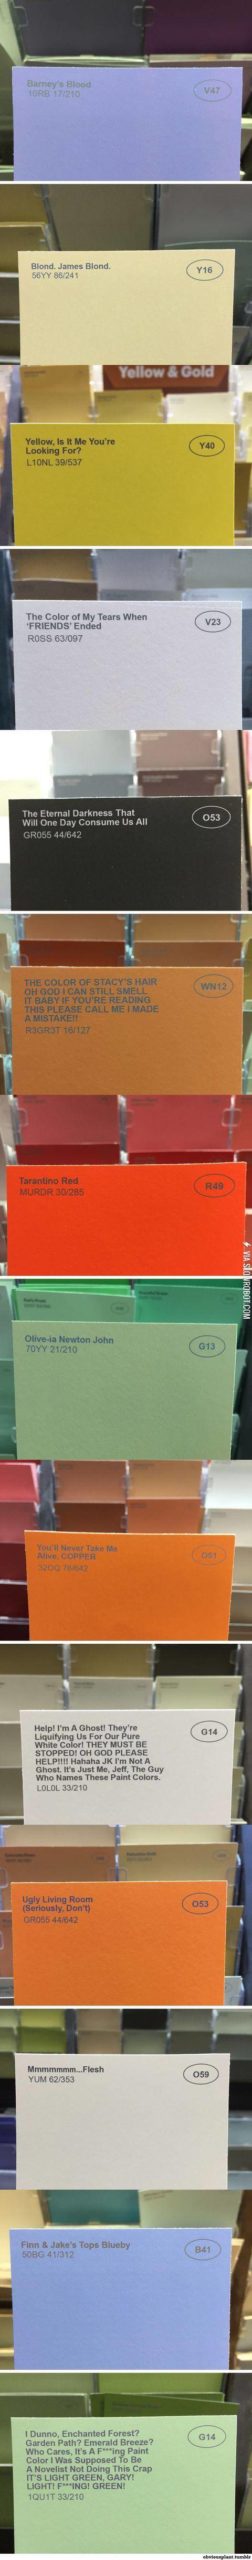 Barney's Blood
10RB 17/210
V47
Blond. James Blond.
56YY 86/241
Y16
Yellow & Gold
Yellow, Is It Me You're
Looking For?
L10NL 39/537
Y40
The Color of My Tears When
'FRIENDS' Ended
R0SS 63/097
V23
The Eternal Darkness That
Will One Day Consume Us All
GR055 44/642
O53
THE COLOR OF STACY'S HAIR
OH GOD I CAN STILL SMELL
IT BABY IF YOU'RE READING
THIS PLEASE CALL ME I MADE
A MISTAKE!!
R3GR3T 16/127
WN12
Tarantino Red
MURDR 30/285
R49
VIA SLOWROBOT.COM
Olive-ia Newton John
70YY 21/210
G13
You'll Never Take Me
Alive, COPPER
32OG 78/642
O51
Help! I'm A Ghost! They're
Liquifying Us For Our Pure
White Color! THEY MUST BE
STOPPED! OH GOD PLEASE
HELP!!!! Hahaha JK I'm Not A
Ghost. It's Just Me, Jeff, The Guy
Who Names These Paint Colors.
L0L0L 33/210
G14
Ugly Living Room
(Seriously, Don't)
GR055 44/642
O53
Mmmmmmm...Flesh
YUM 62/353
O59
Finn & Jake's Tops Blueby
50BG 41/312
B41
I Dunno, Enchanted Forest?
Garden Path? Emerald Breeze?
Who Cares, It's A F***ing Paint
Color I Was Supposed To Be
A Novelist Not Doing This Crap
IT'S LIGHT GREEN, GARY!
LIGHT! F***ING! GREEN!
1QU1T 33/210
G14
obviousplant.tumblr